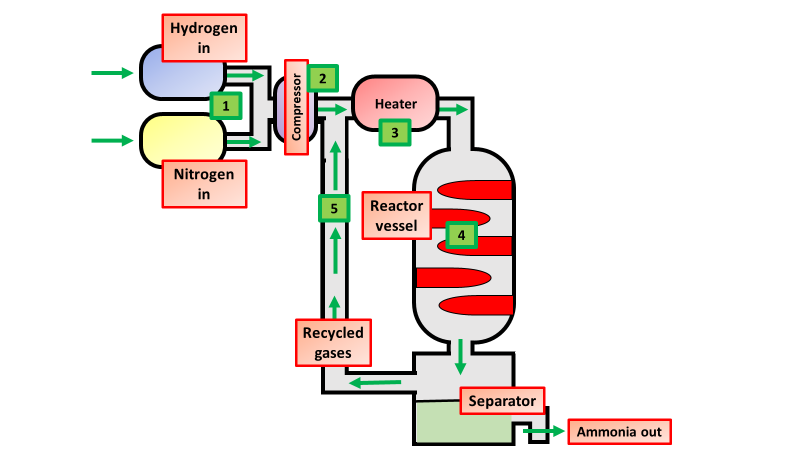 Hydrogen
in
1
Nitrogen
in
Compressor
2
Heater
3
Reactor
vessel
4
5
Recycled
gases
Separator
Ammonia out